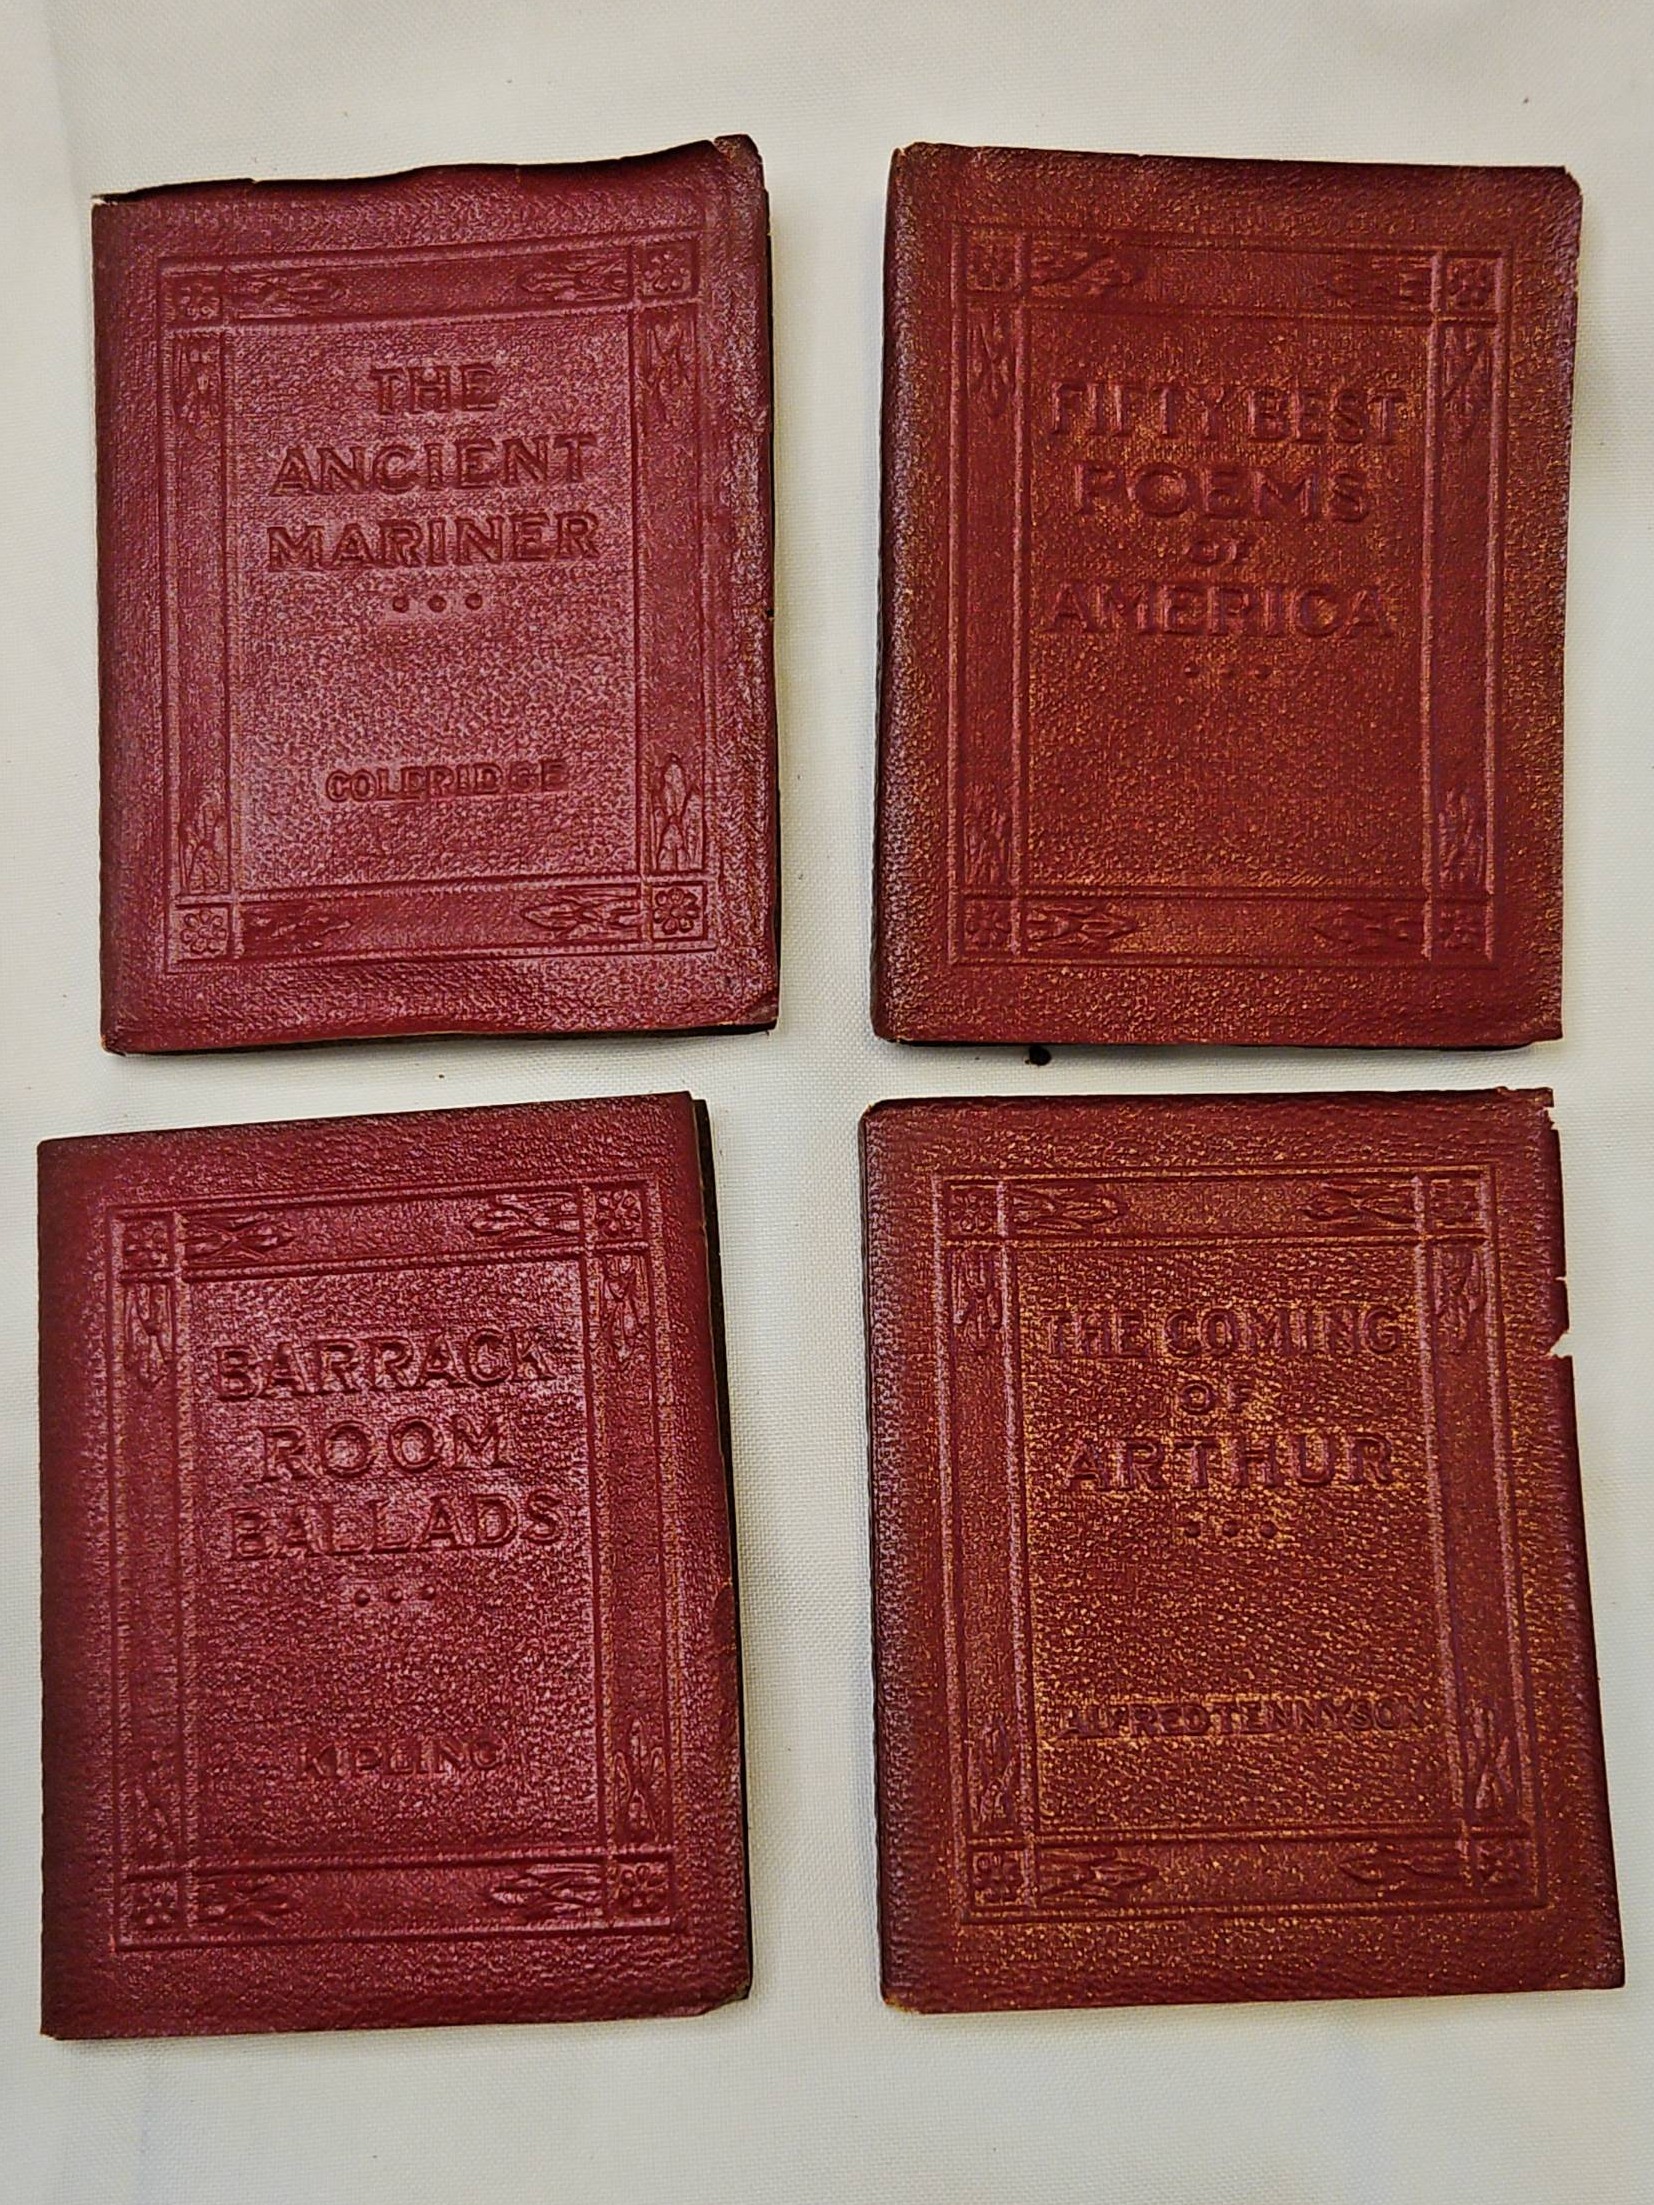 THE
ANCIENT
MARINER
COLERIDGE
FIFTY BEST
POEMS
OF
AMERICA
BARRACK
ROOM
BALLADS
KIPLING
THE COMING
OF
ARTHUR
ALFRED TENNYSON